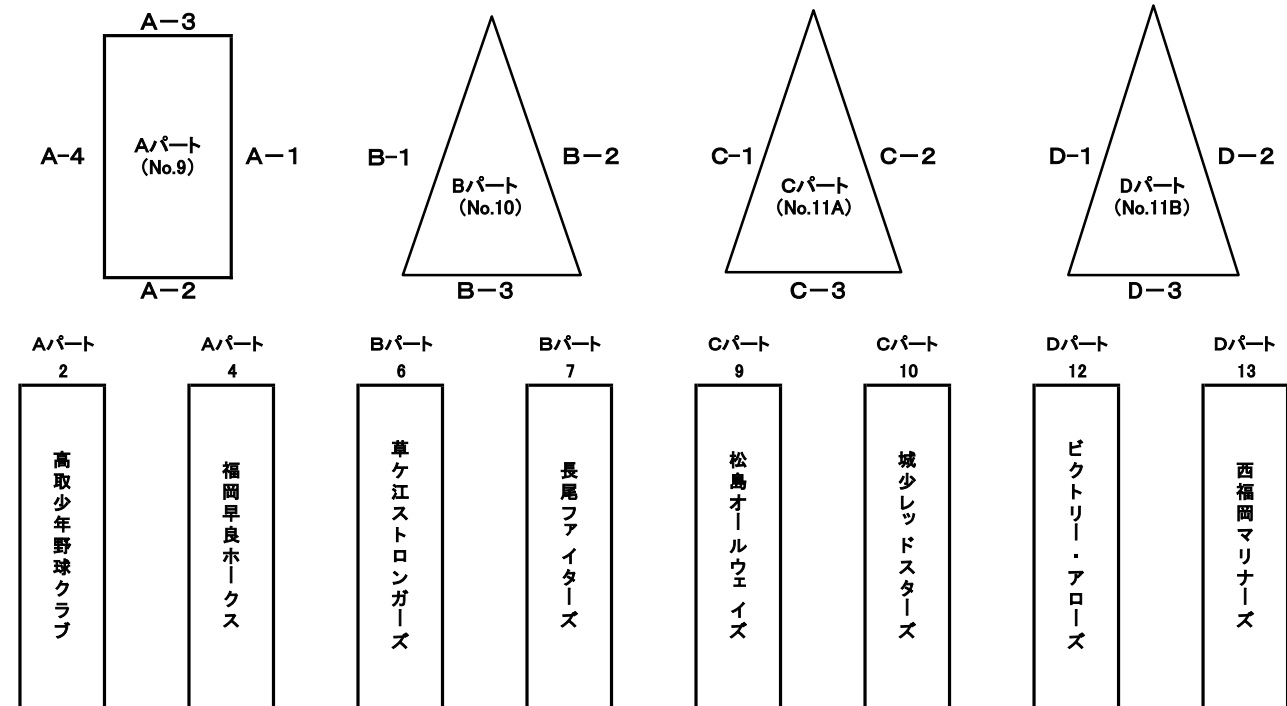 A－3
A-4
Aパート
(No.9)
A－1
A－2
B-1
B－2
Bパート
(No.10)
B－3
C-1
C－2
Cパート
(No.11A)
C－3
D-1
D－2
Dパート
(No.11B)
D－3
Aパート
2
高取少年野球クラブ
Aパート
4
福岡早良ホークス
Bパート
6
草ケ江ストロンガーズ
Bパート
7
長尾ファイターズ
Cパート
9
松島オールウェイズ
Cパート
10
城少レッドスターズ
Dパート
12
ビクトリー・アローズ
Dパート
13
西福岡マリナーズ